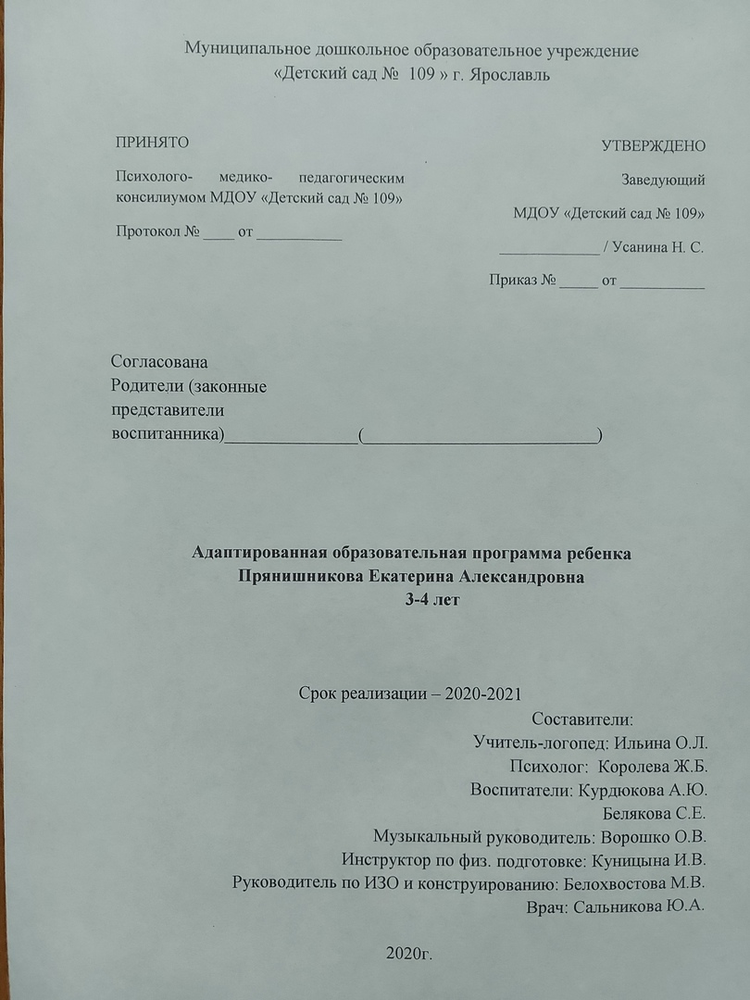 Муниципальное дошкольное образовательное учреждение
«Детский сад № 109 » г. Ярославль
ПРИНЯТО
Психолого- медико- педагогическим
консилиумом МДОУ «Детский сад № 109»
Протокол № ____ от ___________
УТВЕРЖДЕНО
Заведующий
МДОУ «Детский сад № 109»
_____________ / Усанина Н. С.
Приказ № _____ от ___________
Согласована
Родители (законные
представители
воспитанника)_______________(__________________________)
Адаптированная образовательная программа ребенка
Прянишникова Екатерина Александровна
3-4 лет
Срок реализации – 2020-2021
Составители:
Учитель-логопед: Ильина О.Л.
Психолог: Королева Ж.Б.
Воспитатели: Курдюкова А.Ю.
Белякова С.Е.
Музыкальный руководитель: Ворошко О.В.
Инструктор по физ. подготовке: Куницына И.В.
Руководитель по ИЗО и конструированию: Белохвостова М.В.
Врач: Сальникова Ю.А.
2020г.